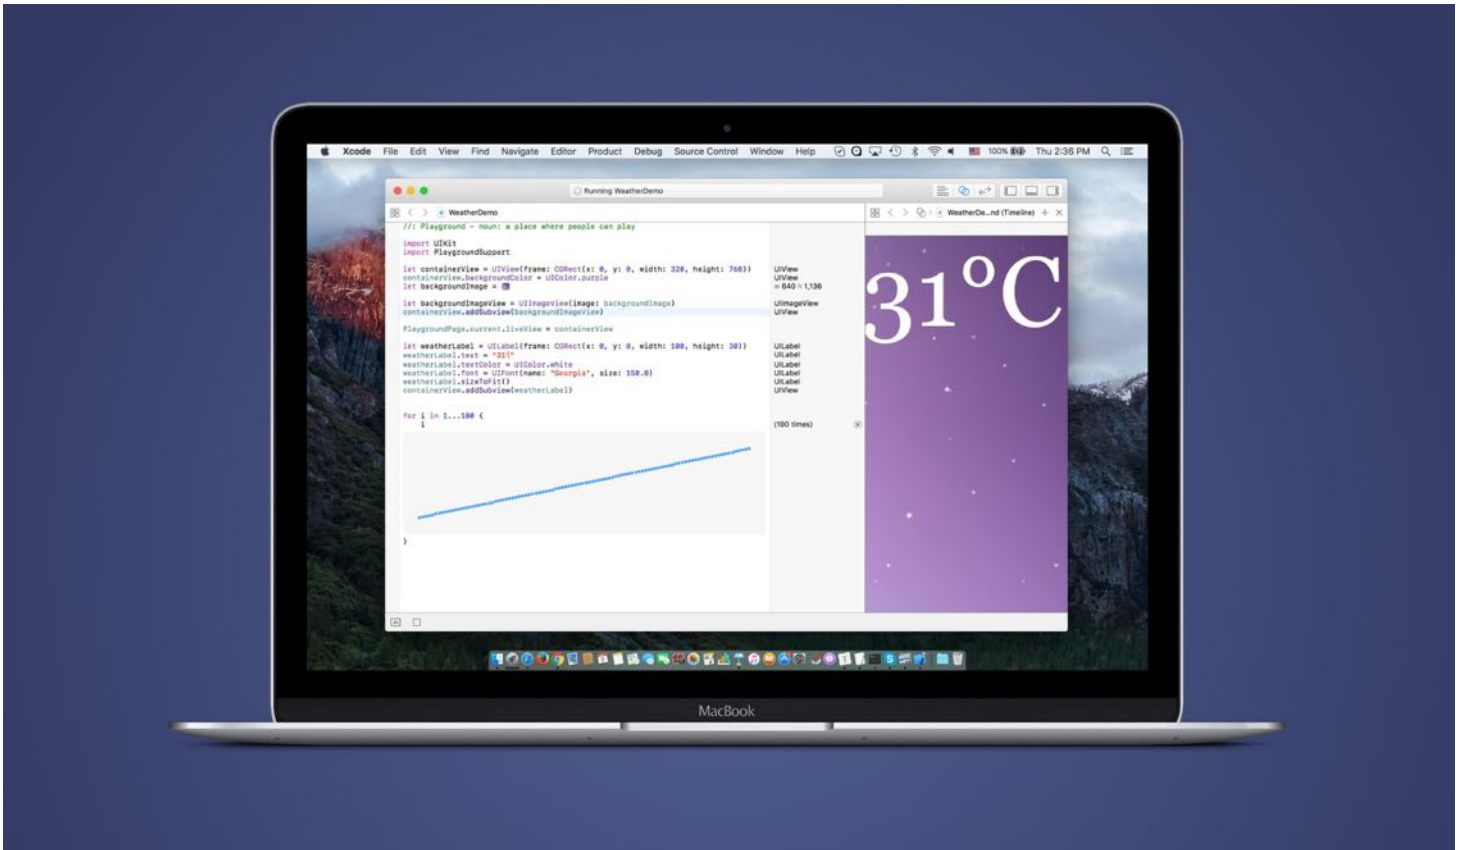 Xcode File Edit View Find Navigate Editor Product Debug Source Control Window Help 100% Thu 2:36 PM
Running WeatherDemo
WeatherDemo
WeatherDe...nd (Timeline)
//: Playground - noun: a place where people can play
import UIKit
import PlaygroundSupport
let containerView = UIView(frame: CGRect(x: 0, y: 0, width: 320, height: 768)) UIView
containerView.backgroundColor = UIColor.purple UIView
let backgroundImage = w 640 h 1,136
let backgroundImageView = UIImageView(image: backgroundImage) UIImageView
containerView.addSubview(backgroundImageView) UIView
PlaygroundPage.current.liveView = containerView
let weatherLabel = UILabel(frame: CGRect(x: 0, y: 0, width: 100, height: 30)) UILabel
weatherLabel.text = "31℃" UILabel
weatherLabel.textColor = UIColor.white UILabel
weatherLabel.font = UIFont(name: "Georgia", size: 150.0) UILabel
weatherLabel.sizeToFit() UILabel
containerView.addSubview(weatherLabel) UIView
for i in 1...100 {
i (100 times)
}
31°C
MacBook